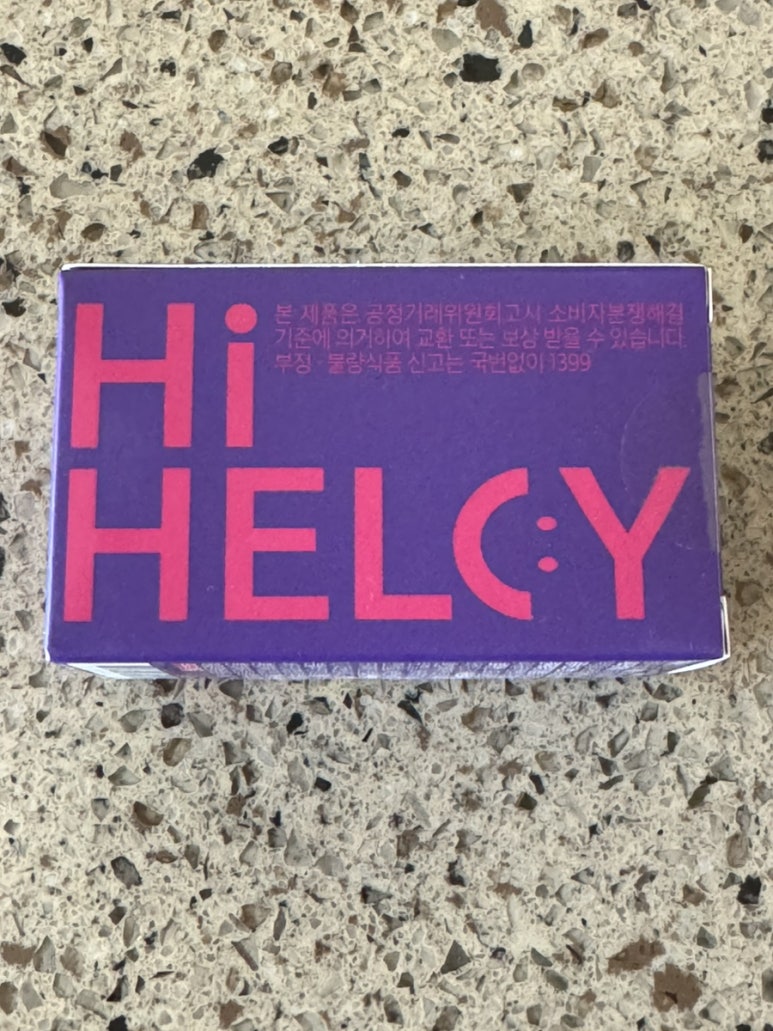 Hi
본 제품은 공정거래위원회고시 소비자분쟁해결
기준에 의거하여 교환 또는 보상 받을 수 있습니다.
부정·불량식품 신고는 국번없이 1399
HELCY